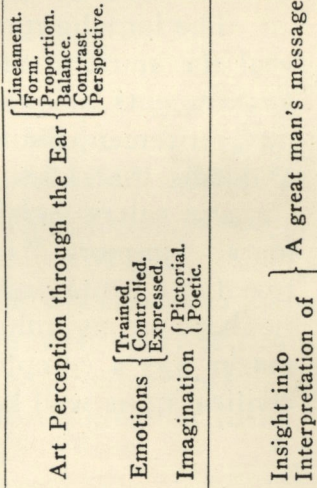 Art Perception through the Ear
Lineament.
Form.
Proportion.
Balance.
Contrast.
Perspective.
Emotions
Trained.
Controlled.
Expressed.
Imagination
Pictorial.
Poetic.
Insight into
Interpretation of
A great man's message